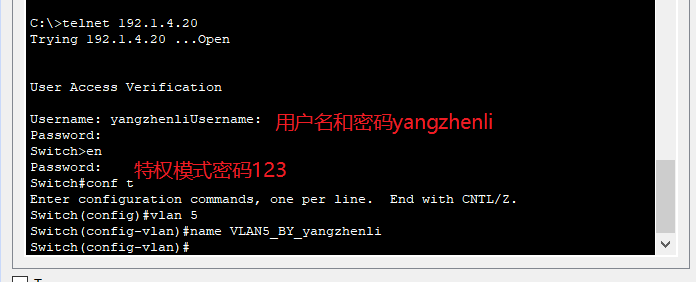 C:\>telnet 192.1.4.20
Trying 192.1.4.20 ...Open
User Access Verification
Username: yangzhenliUsername: 用户名和密码yangzhenli
Password:
Switch>en
Password: 特权模式密码123
Switch#conf t
Enter configuration commands, one per line.  End with CNTL/Z.
Switch(config)#vlan 5
Switch(config-vlan)#name VLAN5_BY_yangzhenli
Switch(config-vlan)#